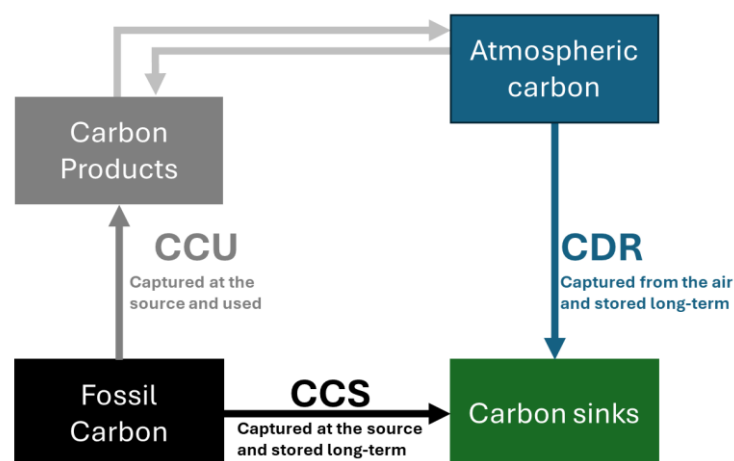 Atmospheric
carbon
Carbon
Products
CCU
Captured at the
source and used
CDR
Captured from the air
and stored long-term
Fossil
Carbon
CCS
Captured at the source
and stored long-term
Carbon sinks